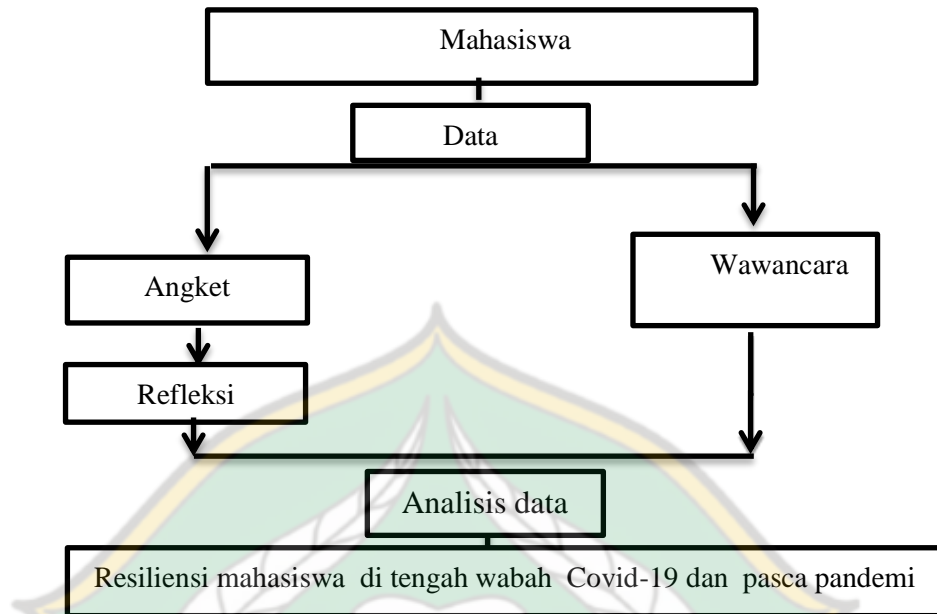 Mahasiswa
Data
Angket
Wawancara
Refleksi
Analisis data
Resiliensi mahasiswa di tengah wabah Covid-19 dan pasca pandemi